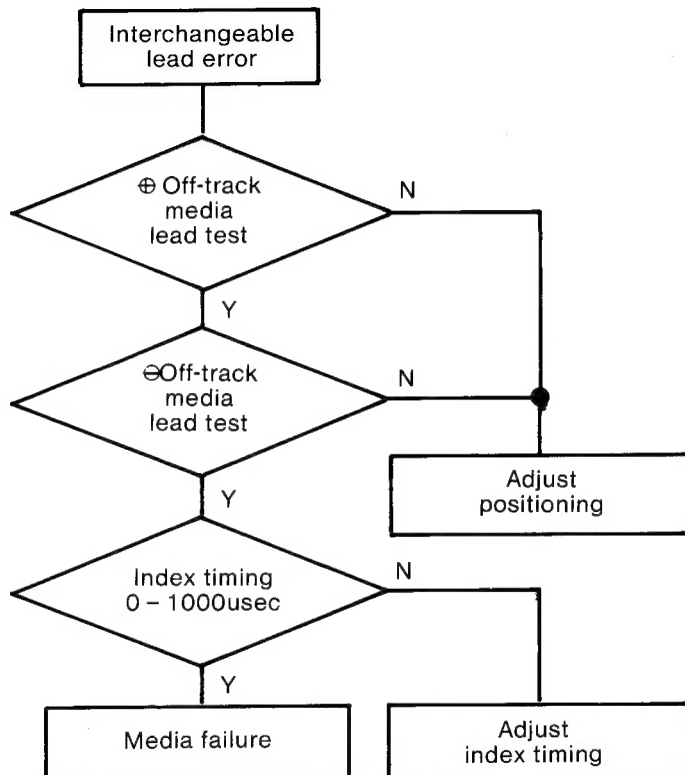 Interchangeable
lead error
⊕ Off-track
media
lead test
N
Y
⊖Off-track
media
lead test
N
Y
Adjust
positioning
Index timing
0 – 1000usec
N
Y
Media failure
Adjust
index timing